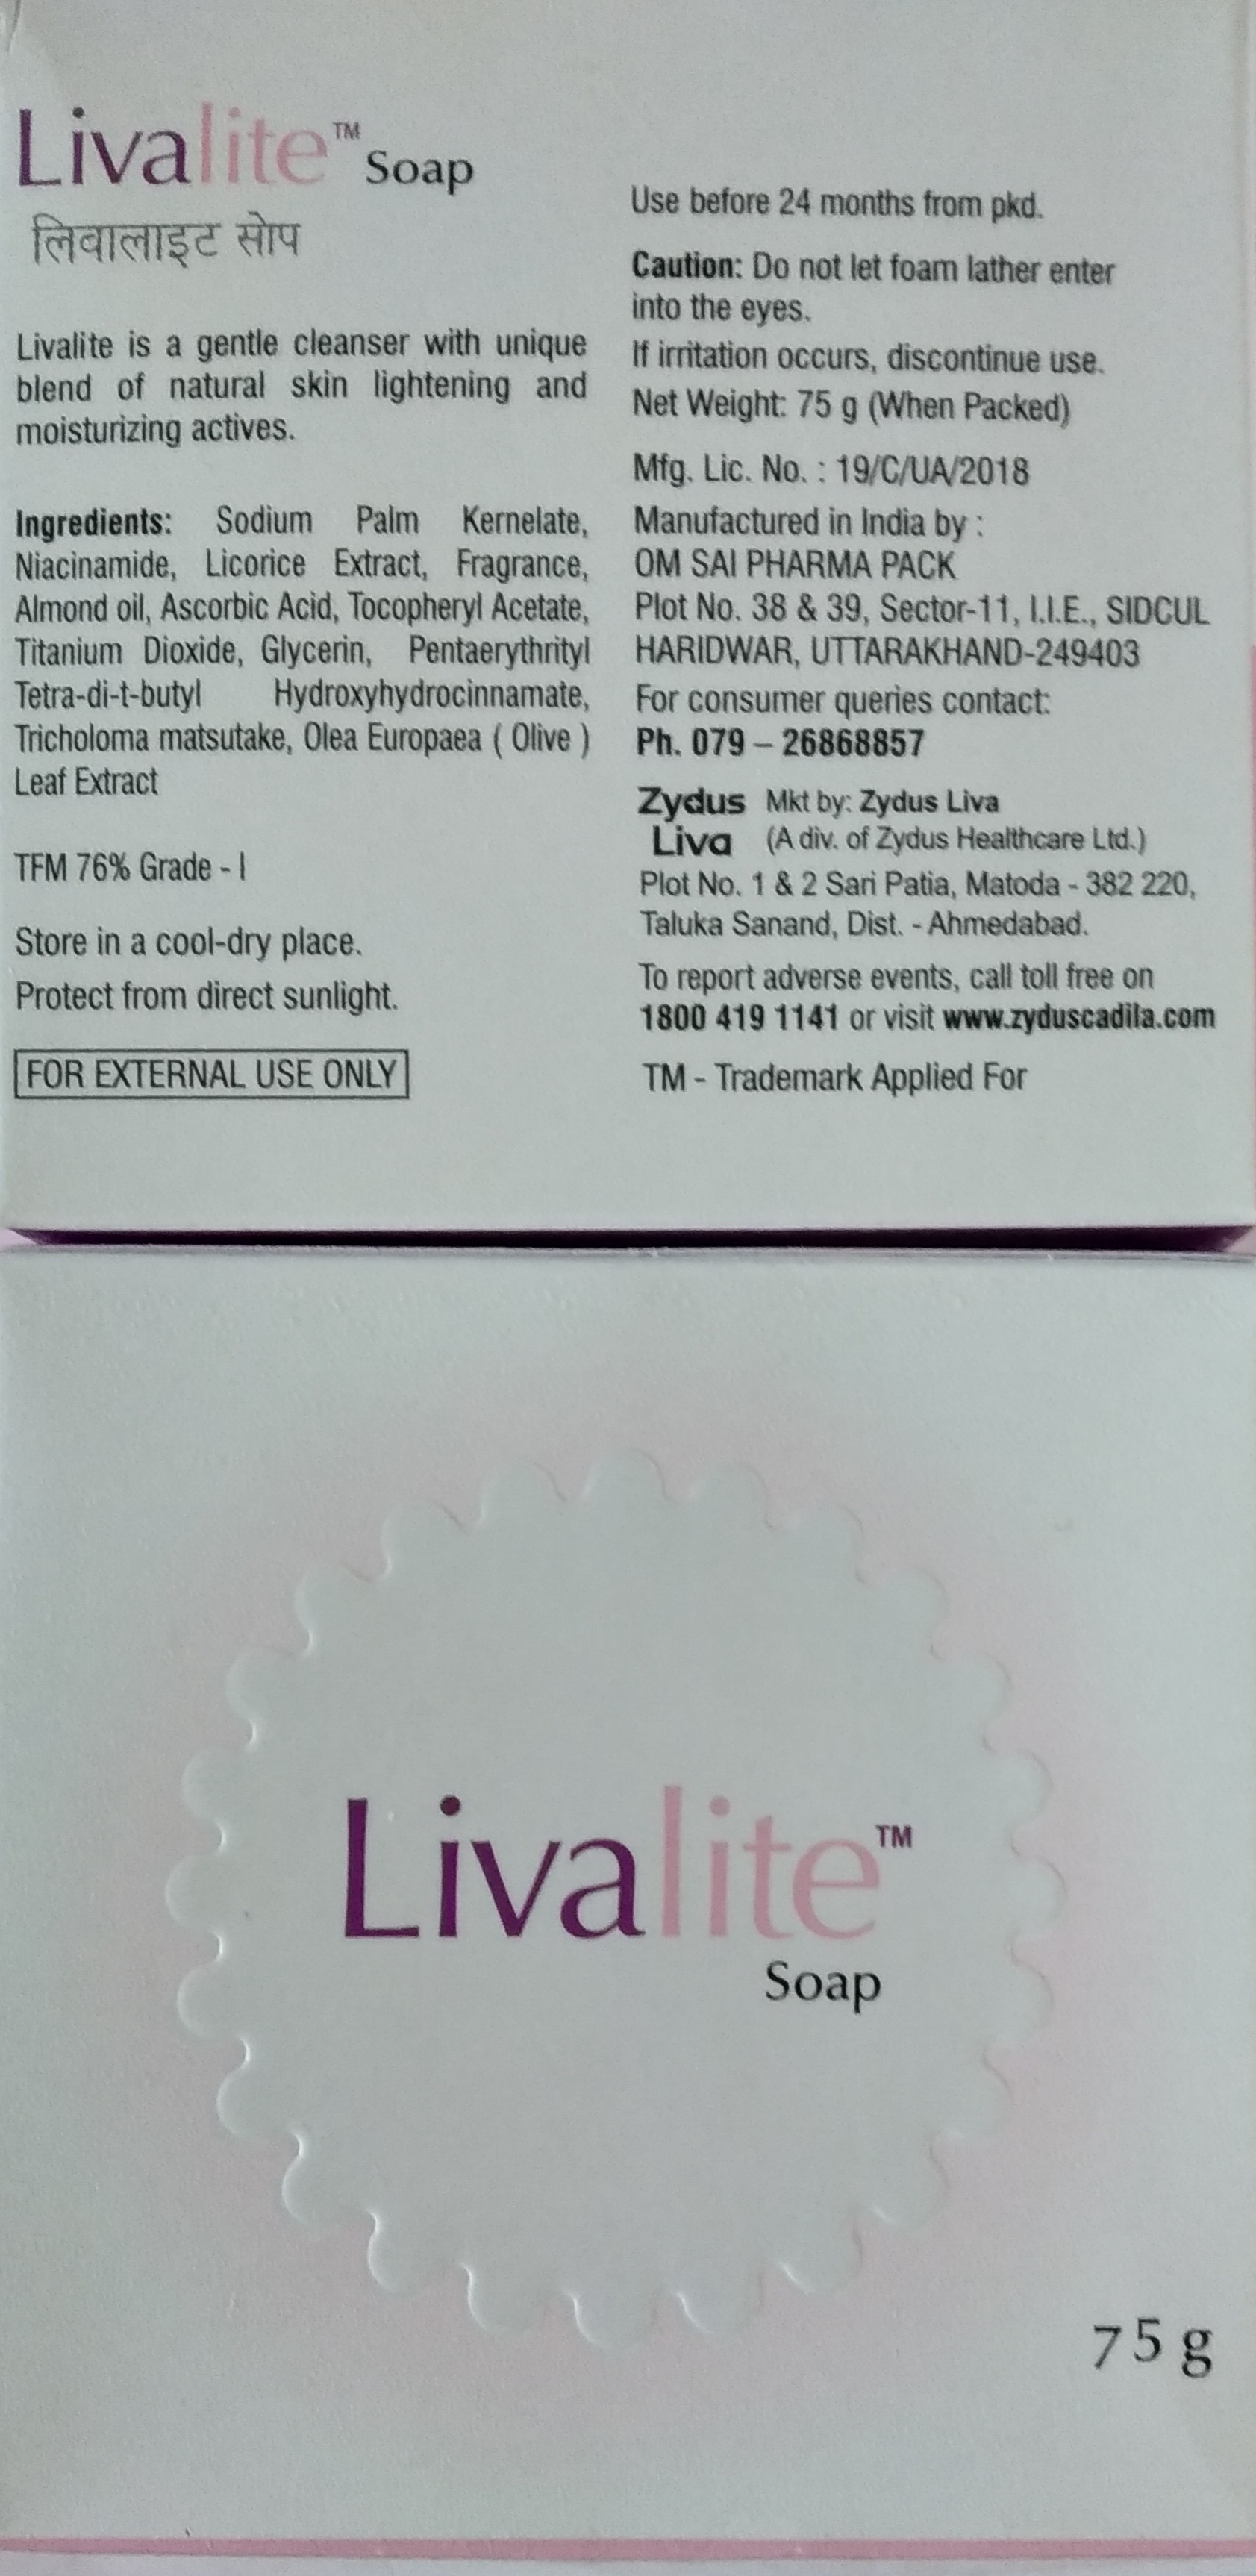 Livalite™ Soap
लिवालाइट सोप
Livalite is a gentle cleanser with unique
blend of natural skin lightening and
moisturizing actives.
Ingredients: Sodium Palm Kernelate,
Niacinamide, Licorice Extract, Fragrance,
Almond oil, Ascorbic Acid, Tocopheryl Acetate,
Titanium Dioxide, Glycerin, Pentaerythrityl
Tetra-di-t-butyl Hydroxyhydrocinnamate,
Tricholoma matsutake, Olea Europaea ( Olive )
Leaf Extract
TFM 76% Grade - I
Store in a cool-dry place.
Protect from direct sunlight.
FOR EXTERNAL USE ONLY
Use before 24 months from pkd.
Caution: Do not let foam lather enter
into the eyes.
If irritation occurs, discontinue use.
Net Weight: 75 g (When Packed)
Mfg. Lic. No. : 19/C/UA/2018
Manufactured in India by :
OM SAI PHARMA PACK
Plot No. 38 & 39, Sector-11, I.I.E., SIDCUL
HARIDWAR, UTTARAKHAND-249403
For consumer queries contact:
Ph. 079 – 26868857
Zydus Mkt by: Zydus Liva
Liva (A div. of Zydus Healthcare Ltd.)
Plot No. 1 & 2 Sari Patia, Matoda - 382 220,
Taluka Sanand, Dist. - Ahmedabad.
To report adverse events, call toll free on
1800 419 1141 or visit www.zyduscadila.com
TM - Trademark Applied For
Livalite™
Soap
75 g